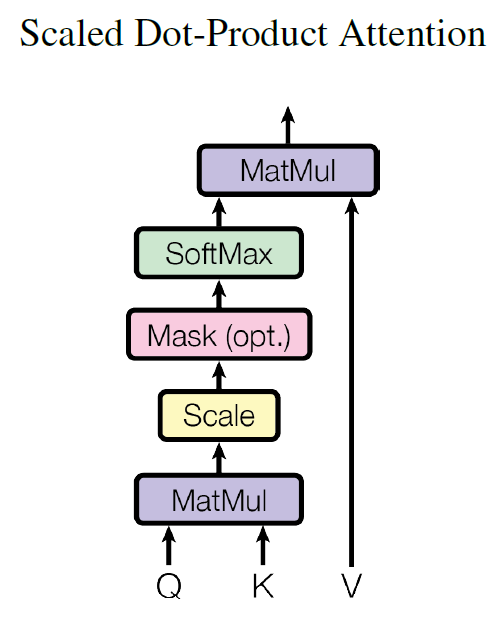 Scaled Dot-Product Attention
MatMul
SoftMax
Mask (opt.)
Scale
MatMul
Q K V